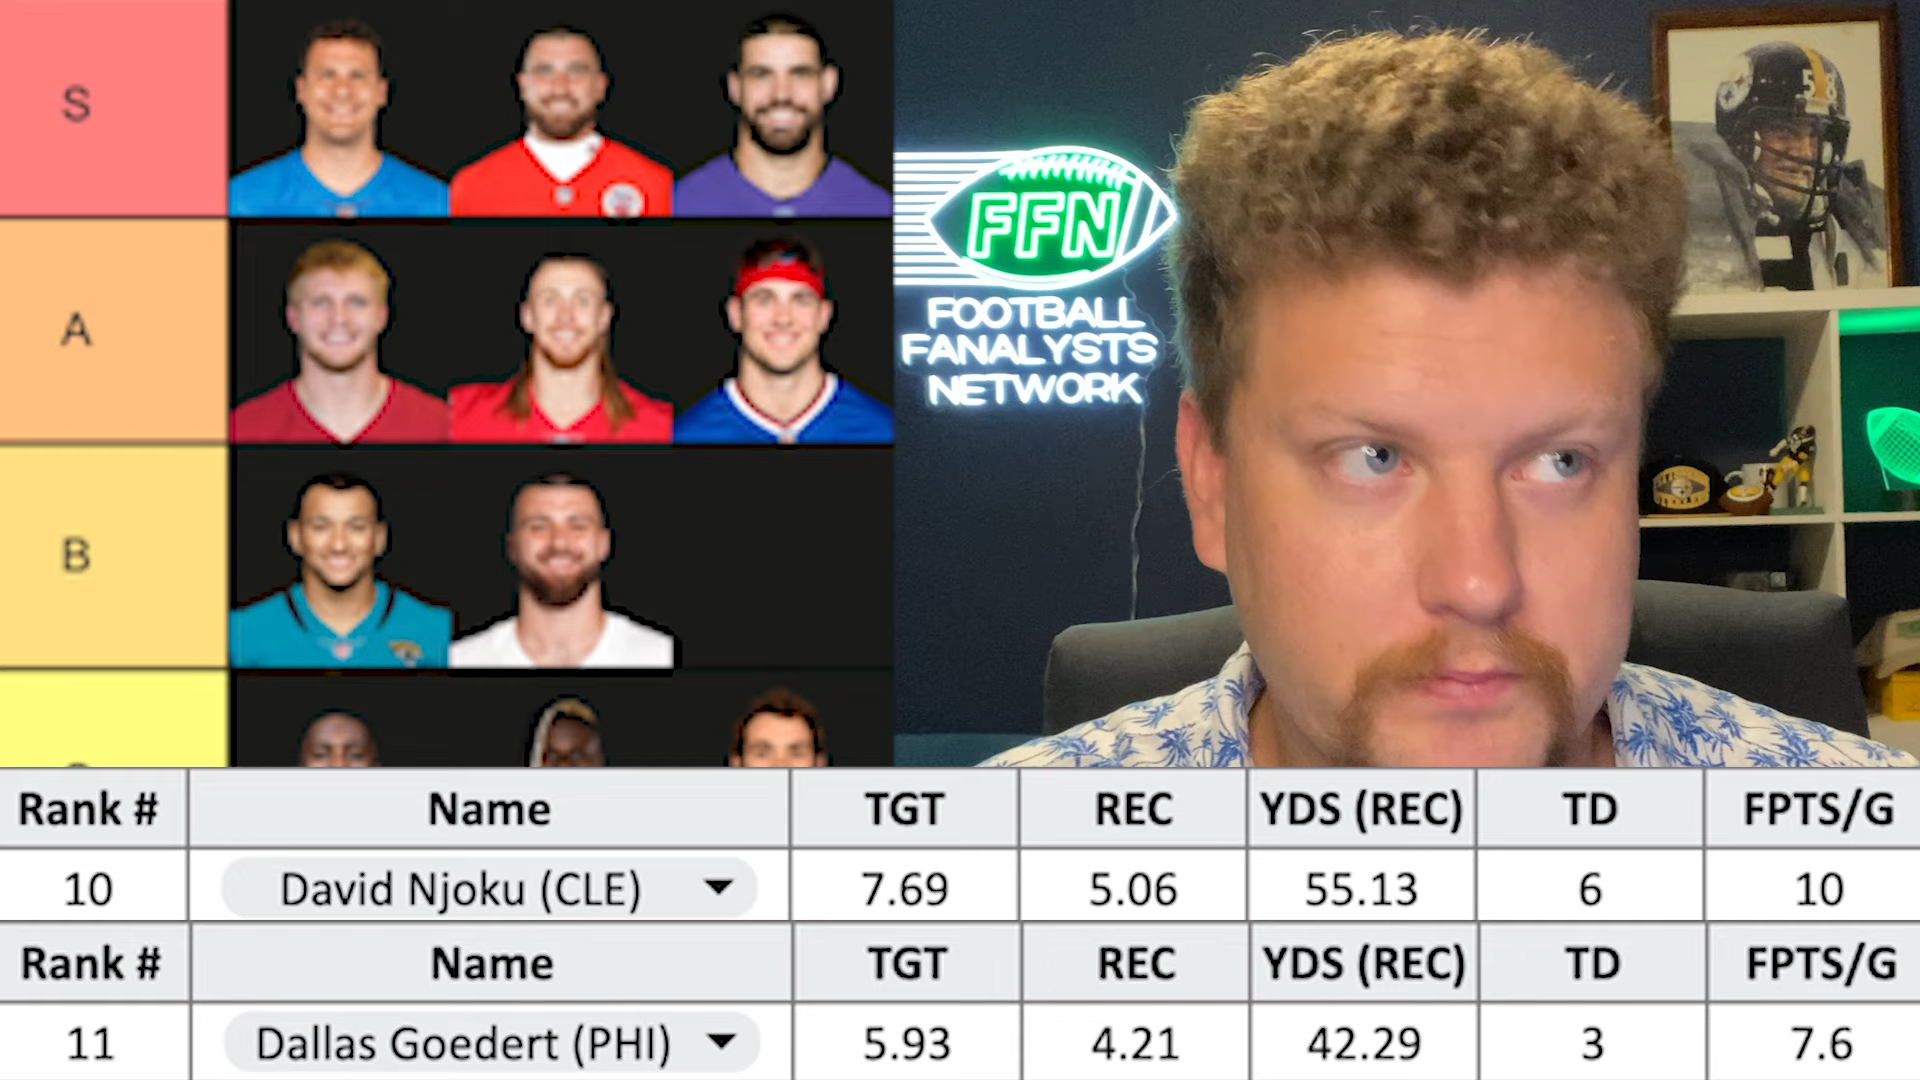 S
A
B
FFN
FOOTBALL
FANALYSTS
NETWORK
Rank # Name TGT REC YDS (REC) TD FPTS/G
10 David Njoku (CLE) 7.69 5.06 55.13 6 10
Rank # Name TGT REC YDS (REC) TD FPTS/G
11 Dallas Goedert (PHI) 5.93 4.21 42.29 3 7.6